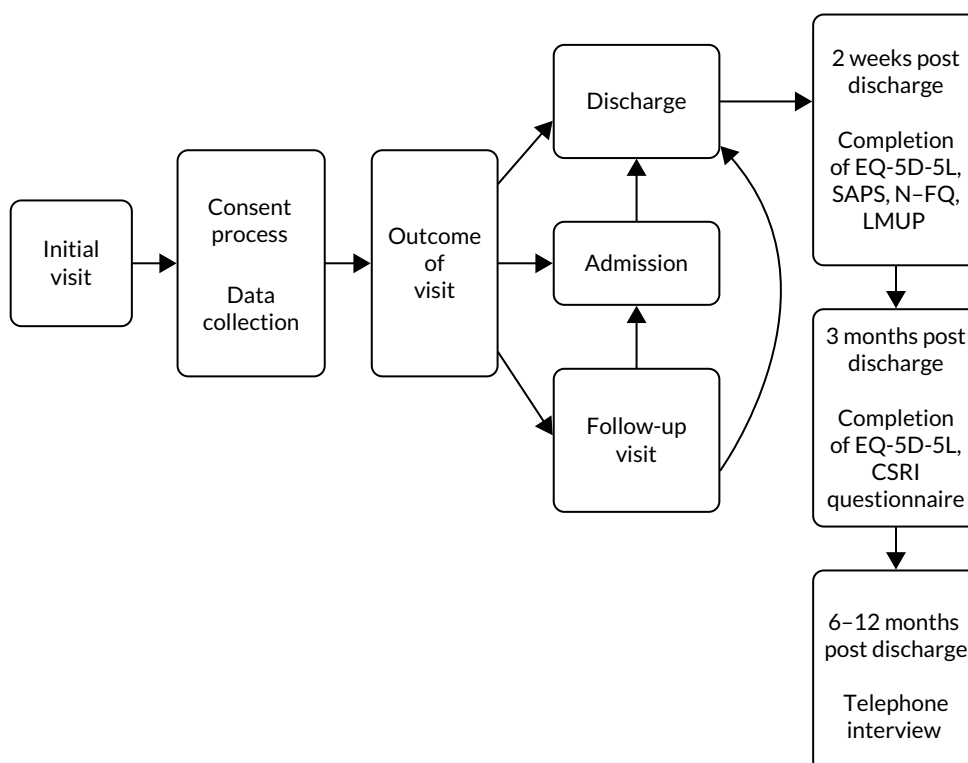 Initial
visit
Consent
process
Data
collection
Outcome
of
visit
Discharge
Admission
Follow-up
visit
2 weeks post
discharge
Completion
of EQ-5D-5L,
SAPS, N–FQ,
LMUP
3 months post
discharge
Completion
of EQ-5D-5L,
CSRI
questionnaire
6–12 months
post discharge
Telephone
interview